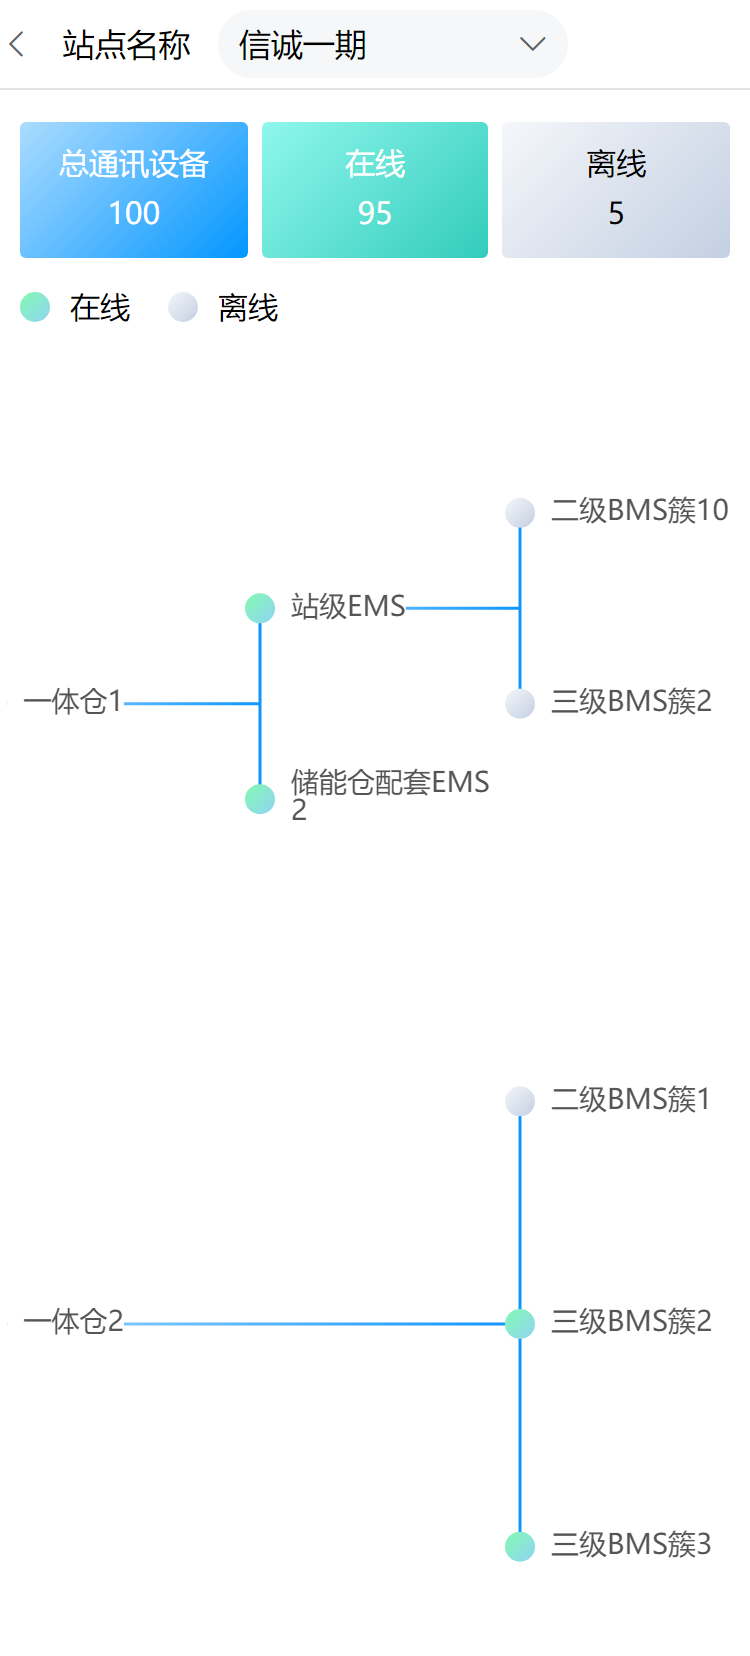 站点名称 信诚一期
总通讯设备 在线 离线
100 95 5
在线 离线
二级BMS簇10
站级EMS
一体仓1 三级BMS簇2
储能仓配套EMS
2
二级BMS簇1
一体仓2 三级BMS簇2
三级BMS簇3